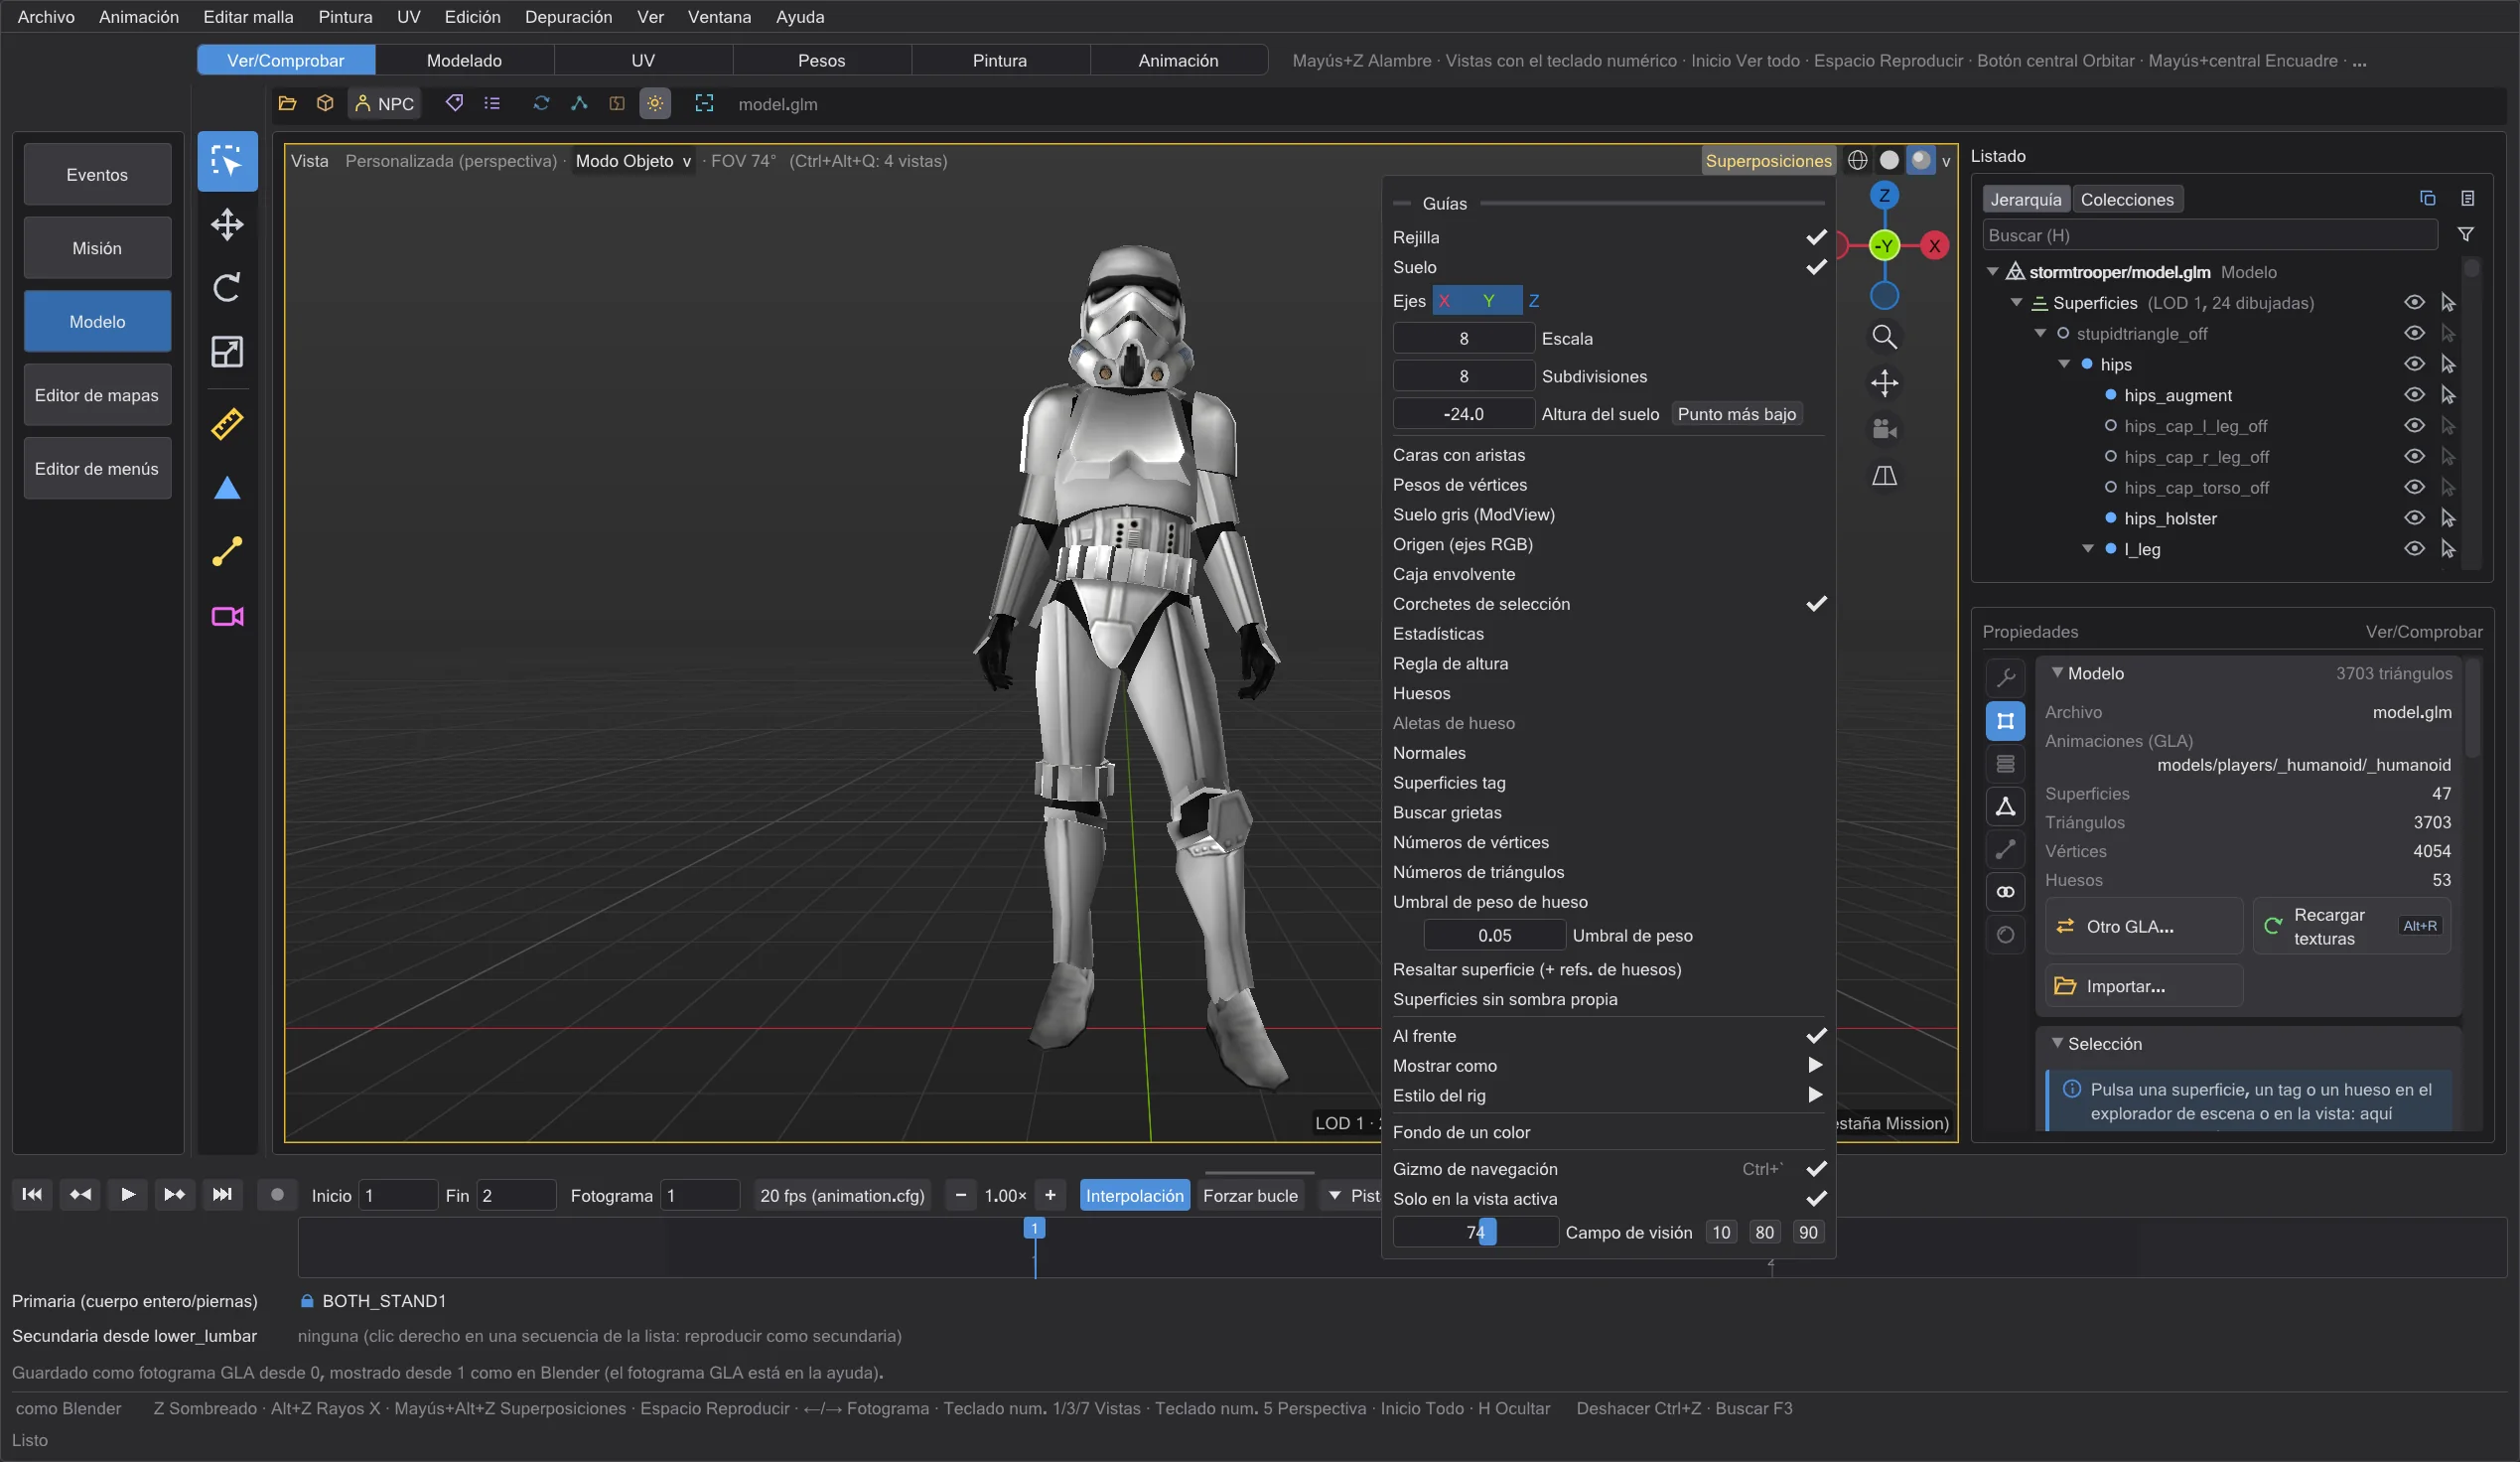 Archivo Animación Editar malla Pintura UV Edición Depuración Ver Ventana Ayuda
Ver/Comprobar Modelado UV Pesos Pintura Animación Mayús+Z Alambre · Vistas con el teclado numérico · Inicio Ver todo · Espacio Reproducir · Botón central Orbitar · Mayús+central Encuadre · ...
NPC model.glm
Eventos
Misión
Modelo
Editor de mapas
Editor de menús
Vista Personalizada (perspectiva) · Modo Objeto v · FOV 74° (Ctrl+Alt+Q: 4 vistas)
Superposiciones v
Z
-Y
X
Guías
Rejilla
Suelo
Ejes X Y Z
8 Escala
8 Subdivisiones
-24.0 Altura del suelo Punto más bajo
Caras con aristas
Pesos de vértices
Suelo gris (ModView)
Origen (ejes RGB)
Caja envolvente
Corchetes de selección
Estadísticas
Regla de altura
Huesos
Aletas de hueso
Normales
Superficies tag
Buscar grietas
Números de vértices
Números de triángulos
Umbral de peso de hueso
0.05 Umbral de peso
Resaltar superficie (+ refs. de huesos)
Superficies sin sombra propia
Al frente
Mostrar como
Estilo del rig
Fondo de un color
Gizmo de navegación Ctrl+`
Solo en la vista activa
74 Campo de visión 10 80 90
LOD 1 ·
staña Mission)
Listado
Jerarquía Colecciones
Buscar (H)
stormtrooper/model.glm Modelo
Superficies (LOD 1, 24 dibujadas)
stupidtriangle_off
hips
hips_augment
hips_cap_l_leg_off
hips_cap_r_leg_off
hips_cap_torso_off
hips_holster
l_leg
Propiedades Ver/Comprobar
Modelo 3703 triángulos
Archivo model.glm
Animaciones (GLA)
models/players/_humanoid/_humanoid
Superficies 47
Triángulos 3703
Vértices 4054
Huesos 53
Otro GLA...
Recargar texturas Alt+R
Importar...
Selección
Pulsa una superficie, un tag o un hueso en el
explorador de escena o en la vista: aquí
Inicio 1 Fin 2 Fotograma 1 20 fps (animation.cfg) − 1.00× + Interpolación Forzar bucle Pist
1
2
Primaria (cuerpo entero/piernas) BOTH_STAND1
Secundaria desde lower_lumbar ninguna (clic derecho en una secuencia de la lista: reproducir como secundaria)
Guardado como fotograma GLA desde 0, mostrado desde 1 como en Blender (el fotograma GLA está en la ayuda).
como Blender Z Sombreado · Alt+Z Rayos X · Mayús+Alt+Z Superposiciones · Espacio Reproducir · ←/→ Fotograma · Teclado num. 1/3/7 Vistas · Teclado num. 5 Perspectiva · Inicio Todo · H Ocultar Deshacer Ctrl+Z · Buscar F3
Listo